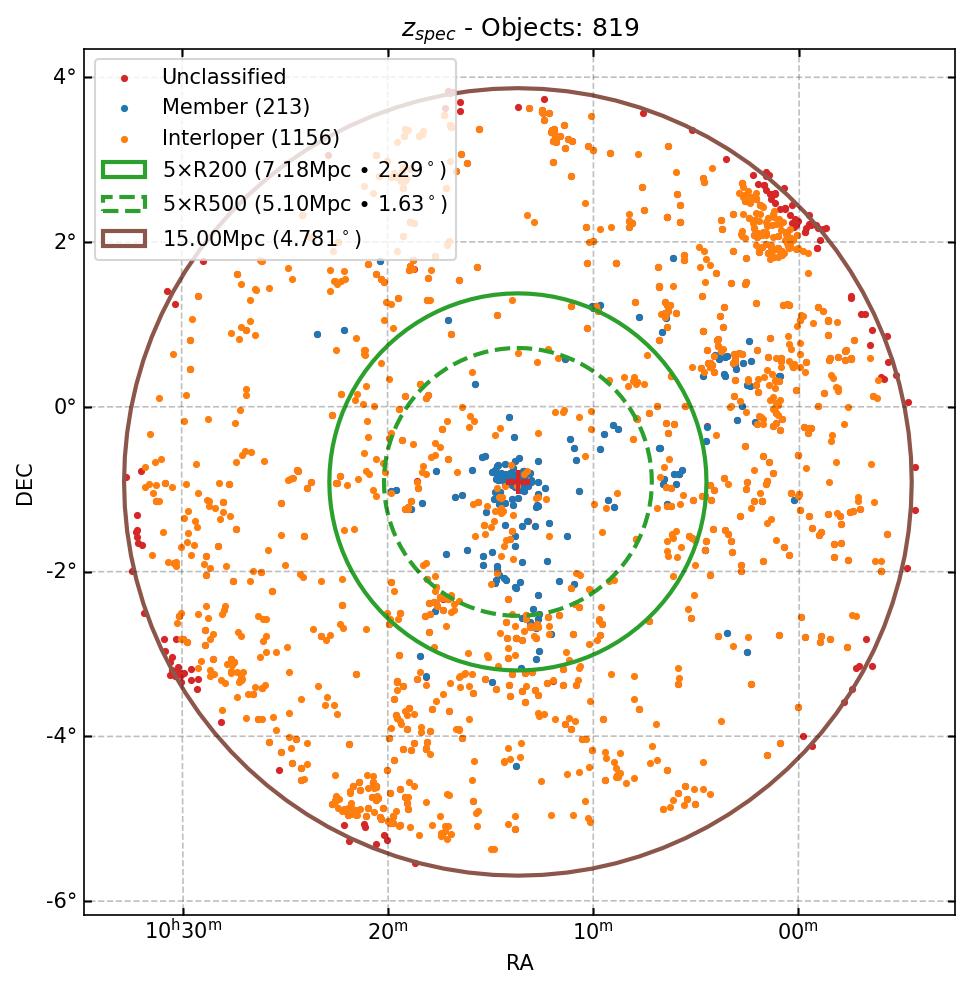 z_spec - Objects: 819
Unclassified
Member (213)
Interloper (1156)
5×R200 (7.18Mpc • 2.29°)
5×R500 (5.10Mpc • 1.63°)
15.00Mpc (4.781°)
4°
2°
0°
-2°
-4°
-6°
DEC
10h30m 20m 10m 00m
RA